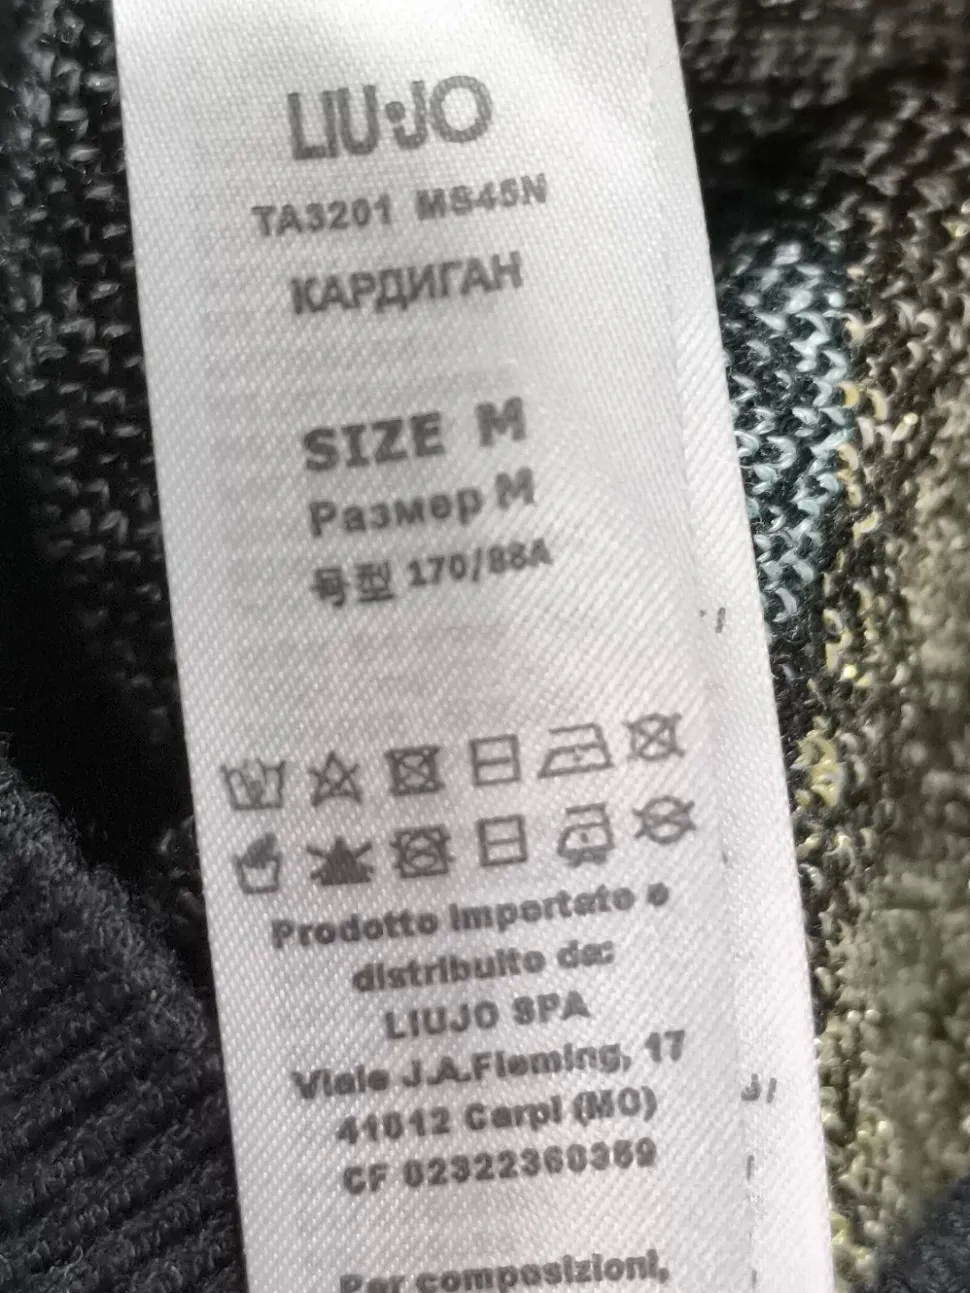 LIU·JO
TA3201 MS45N
КАРДИГАН
SIZE M
Размер M
号型 170/88A
Prodotto importato e
distribuito da:
LIUJO SPA
Viale J.A.Fleming, 17
41012 Carpi (MO)
CF 02322360369
Per composizioni,